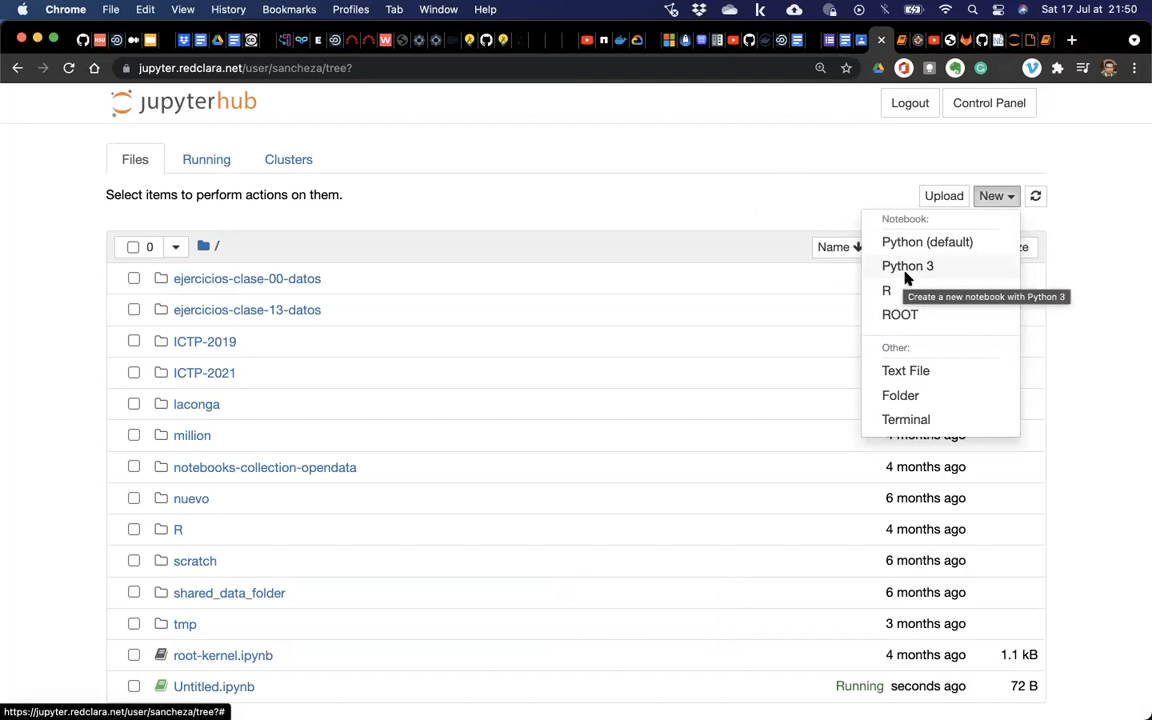 Chrome File Edit View History Bookmarks Profiles Tab Window Help Sat 17 Jul at 21:50
jupyter.redclara.net/user/sancheza/tree?
jupyterhub
Logout Control Panel
Files Running Clusters
Select items to perform actions on them.
Upload New
Notebook:
0 / Name
Python (default)
Python 3
Create a new notebook with Python 3
R
ROOT
Other:
Text File
Folder
Terminal
ejercicios-clase-00-datos
ejercicios-clase-13-datos
ICTP-2019
ICTP-2021
laconga
million 4 months ago
notebooks-collection-opendata 4 months ago
nuevo 6 months ago
R 4 months ago
scratch 6 months ago
shared_data_folder 6 months ago
tmp 3 months ago
root-kernel.ipynb 4 months ago 1.1 kB
Untitled.ipynb Running seconds ago 72 B
https://jupyter.redclara.net/user/sancheza/tree?#